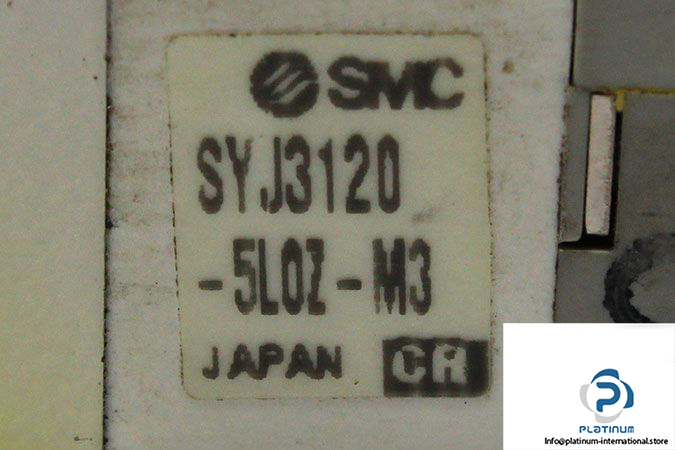 SMC
SYJ3120
-5LOZ-M3
JAPAN CR
PLATINUM
Info@platinum-international.store